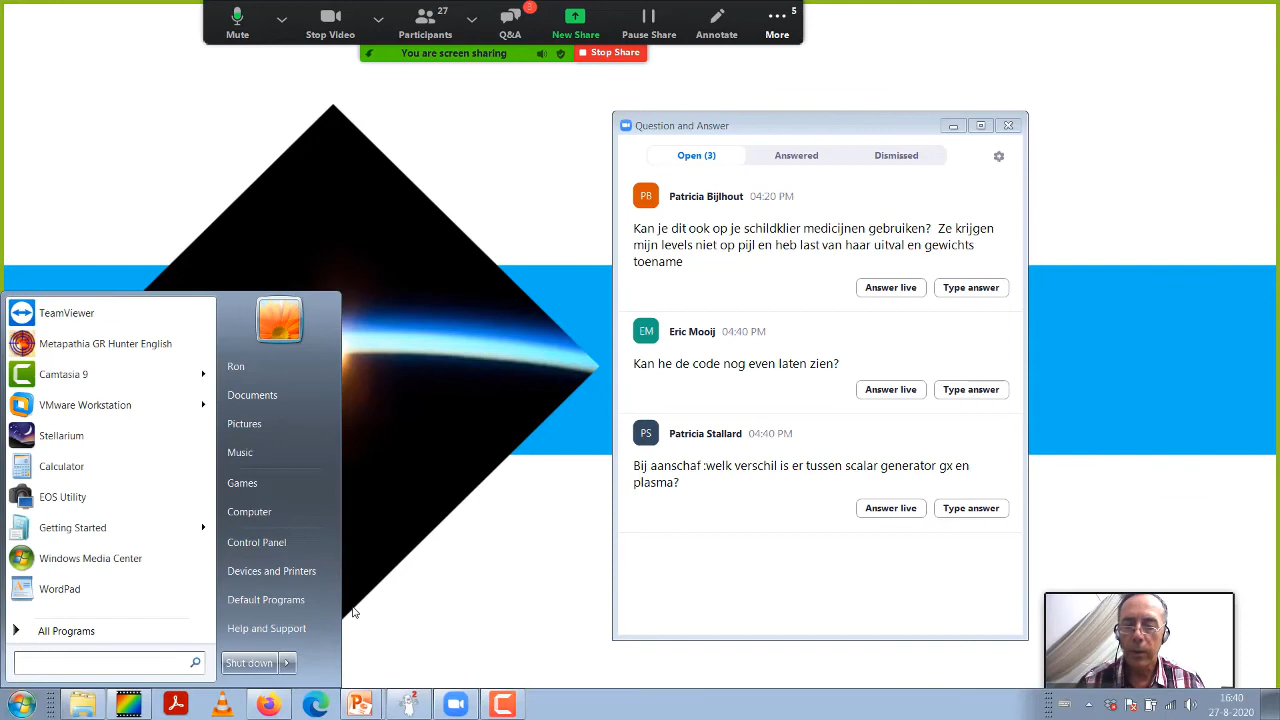 27
3
5
Mute
Stop Video
Participants
Q&A
New Share
Pause Share
Annotate
More
You are screen sharing
Stop Share
Question and Answer
Open (3)
Answered
Dismissed
PB
Patricia Bijlhout 04:20 PM
Kan je dit ook op je schildklier medicijnen gebruiken? Ze krijgen
mijn levels niet op pijl en heb last van haar uitval en gewichts
toename
Answer live
Type answer
EM
Eric Mooij 04:40 PM
Kan he de code nog even laten zien?
Answer live
Type answer
PS
Patricia Stallard 04:40 PM
Bij aanschaf .welk verschil is er tussen scalar generator gx en
plasma?
Answer live
Type answer
TeamViewer
Metapathia GR Hunter English
Camtasia 9
VMware Workstation
Stellarium
Calculator
EOS Utility
Getting Started
Windows Media Center
WordPad
All Programs
Ron
Documents
Pictures
Music
Games
Computer
Control Panel
Devices and Printers
Default Programs
Help and Support
Shut down
2
16:40
27-8-2020